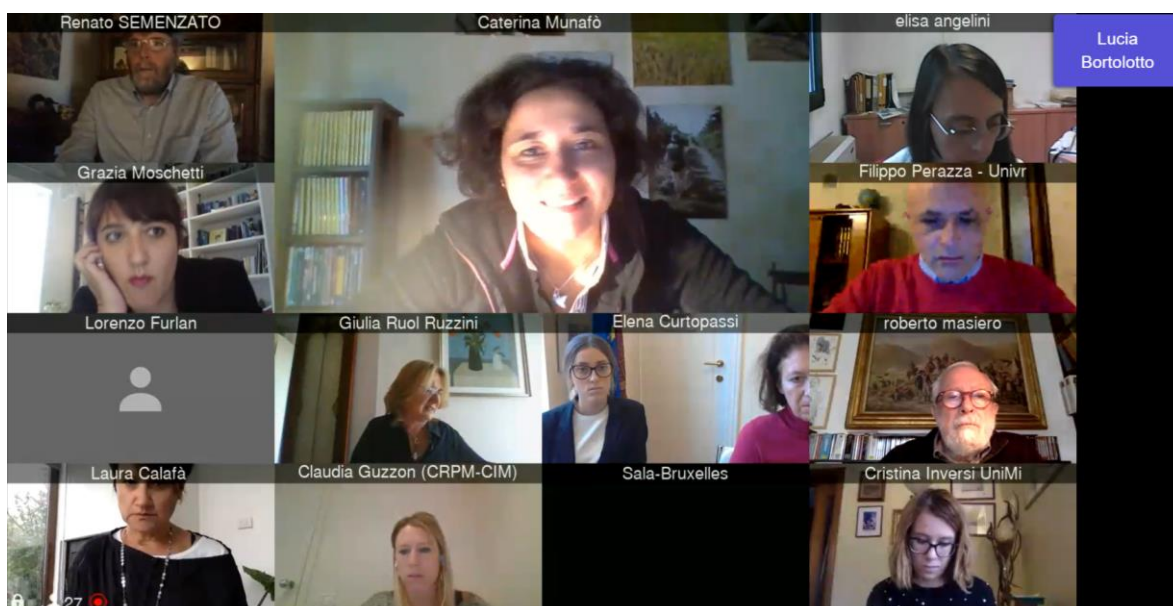 Renato SEMENZATO
Caterina Munafò
elisa angelini
Lucia
Bortolotto
Grazia Moschetti
Filippo Perazza - Univr
Lorenzo Furlan
Giulia Ruol Ruzzini
Elena Curtopassi
roberto masiero
Laura Calafà
Claudia Guzzon (CRPM-CIM)
Sala-Bruxelles
Cristina Inversi UniMi
27